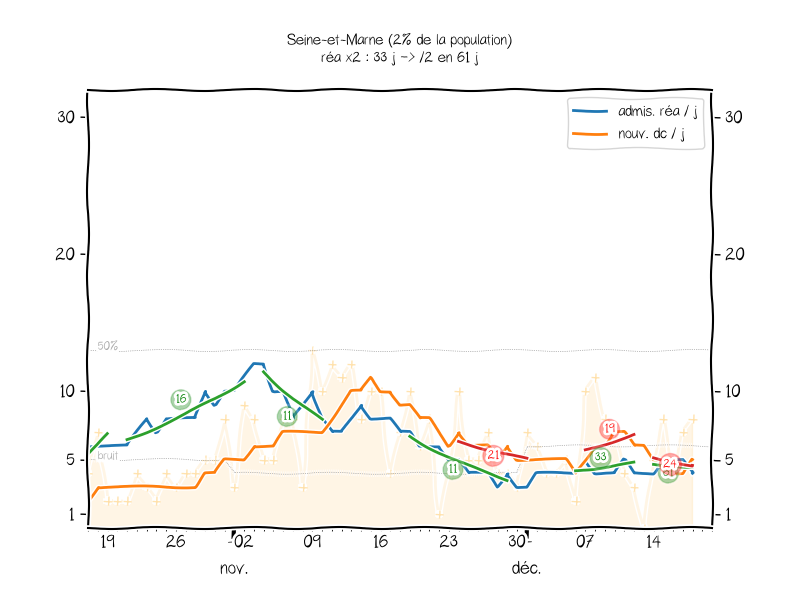 Seine-et-Marne (2% de la population)
réa x2 : 33 j -> /2 en 61 j
admis. réa / j
nouv. dc / j
30
30
20
20
50%
10
10
16
11
19
33
21
11
24
bruit
5
5
1
1
19 26 02 09 16 23 30 07 14
nov. déc.